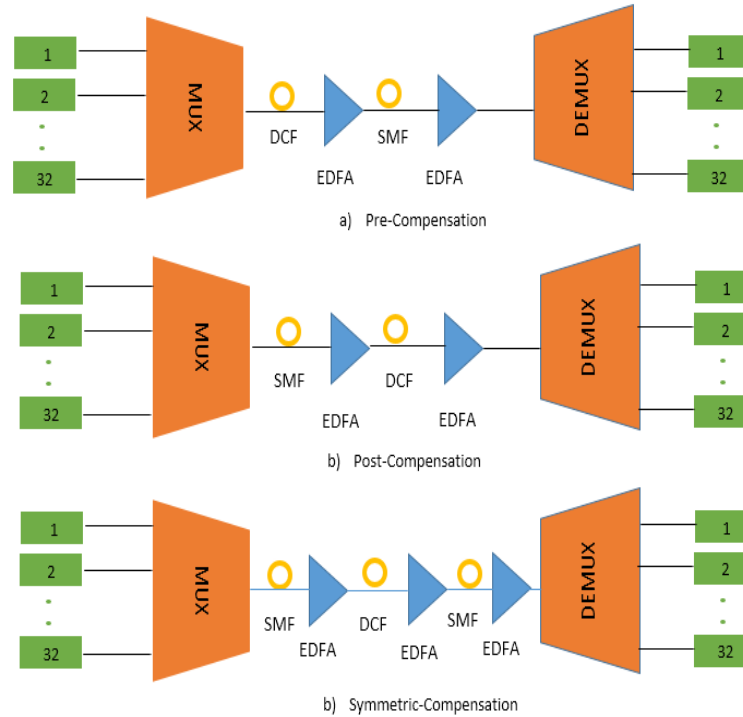 1
2
32
MUX
DCF
EDFA
SMF
EDFA
DEMUX
1
2
32
a) Pre-Compensation
1
2
32
MUX
SMF
EDFA
DCF
EDFA
DEMUX
1
2
32
b) Post-Compensation
1
2
32
MUX
SMF
EDFA
DCF
EDFA
SMF
EDFA
DEMUX
1
2
32
b) Symmetric-Compensation